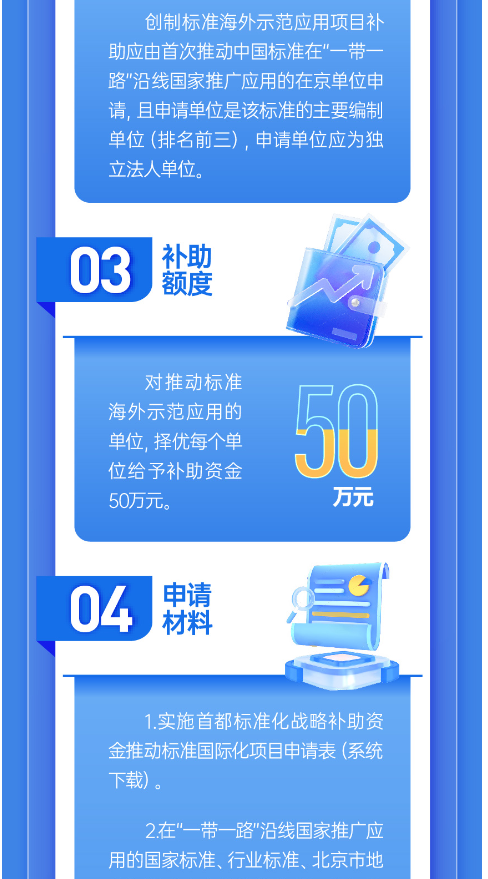 创制标准海外示范应用项目补
助应由首次推动中国标准在“一带一
路”沿线国家推广应用的在京单位申
请，且申请单位是该标准的主要编制
单位（排名前三），申请单位应为独
立法人单位。
03
补助
额度
对推动标准
海外示范应用的
单位，择优每个单
位给予补助资金
50万元。
50
万元
04
申请
材料
1.实施首都标准化战略补助资
金推动标准国际化项目申请表（系统
下载）。
2.在“一带一路”沿线国家推广应
用的国家标准、行业标准、北京市地